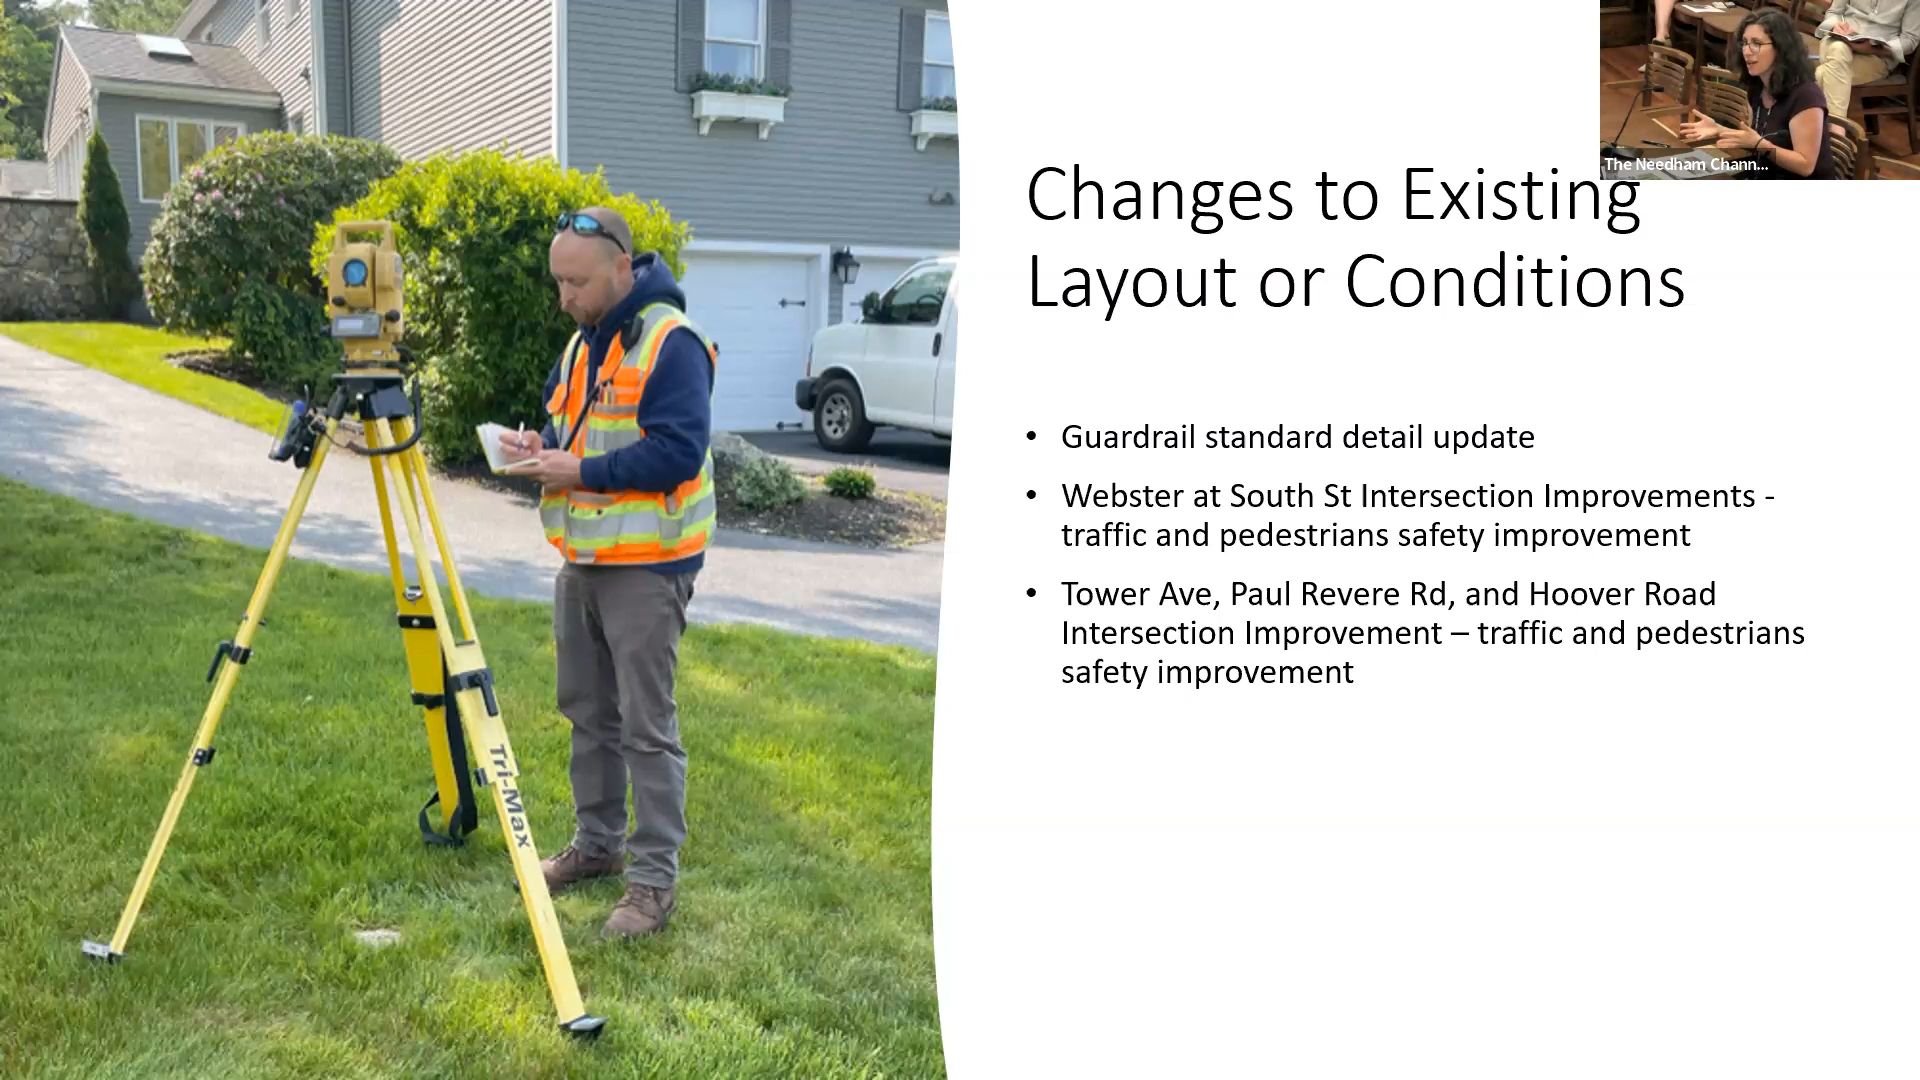 The Needham Chann...
Changes to Existing
Layout or Conditions
• Guardrail standard detail update
• Webster at South St Intersection Improvements -
traffic and pedestrians safety improvement
• Tower Ave, Paul Revere Rd, and Hoover Road
Intersection Improvement – traffic and pedestrians
safety improvement
Tri-Max